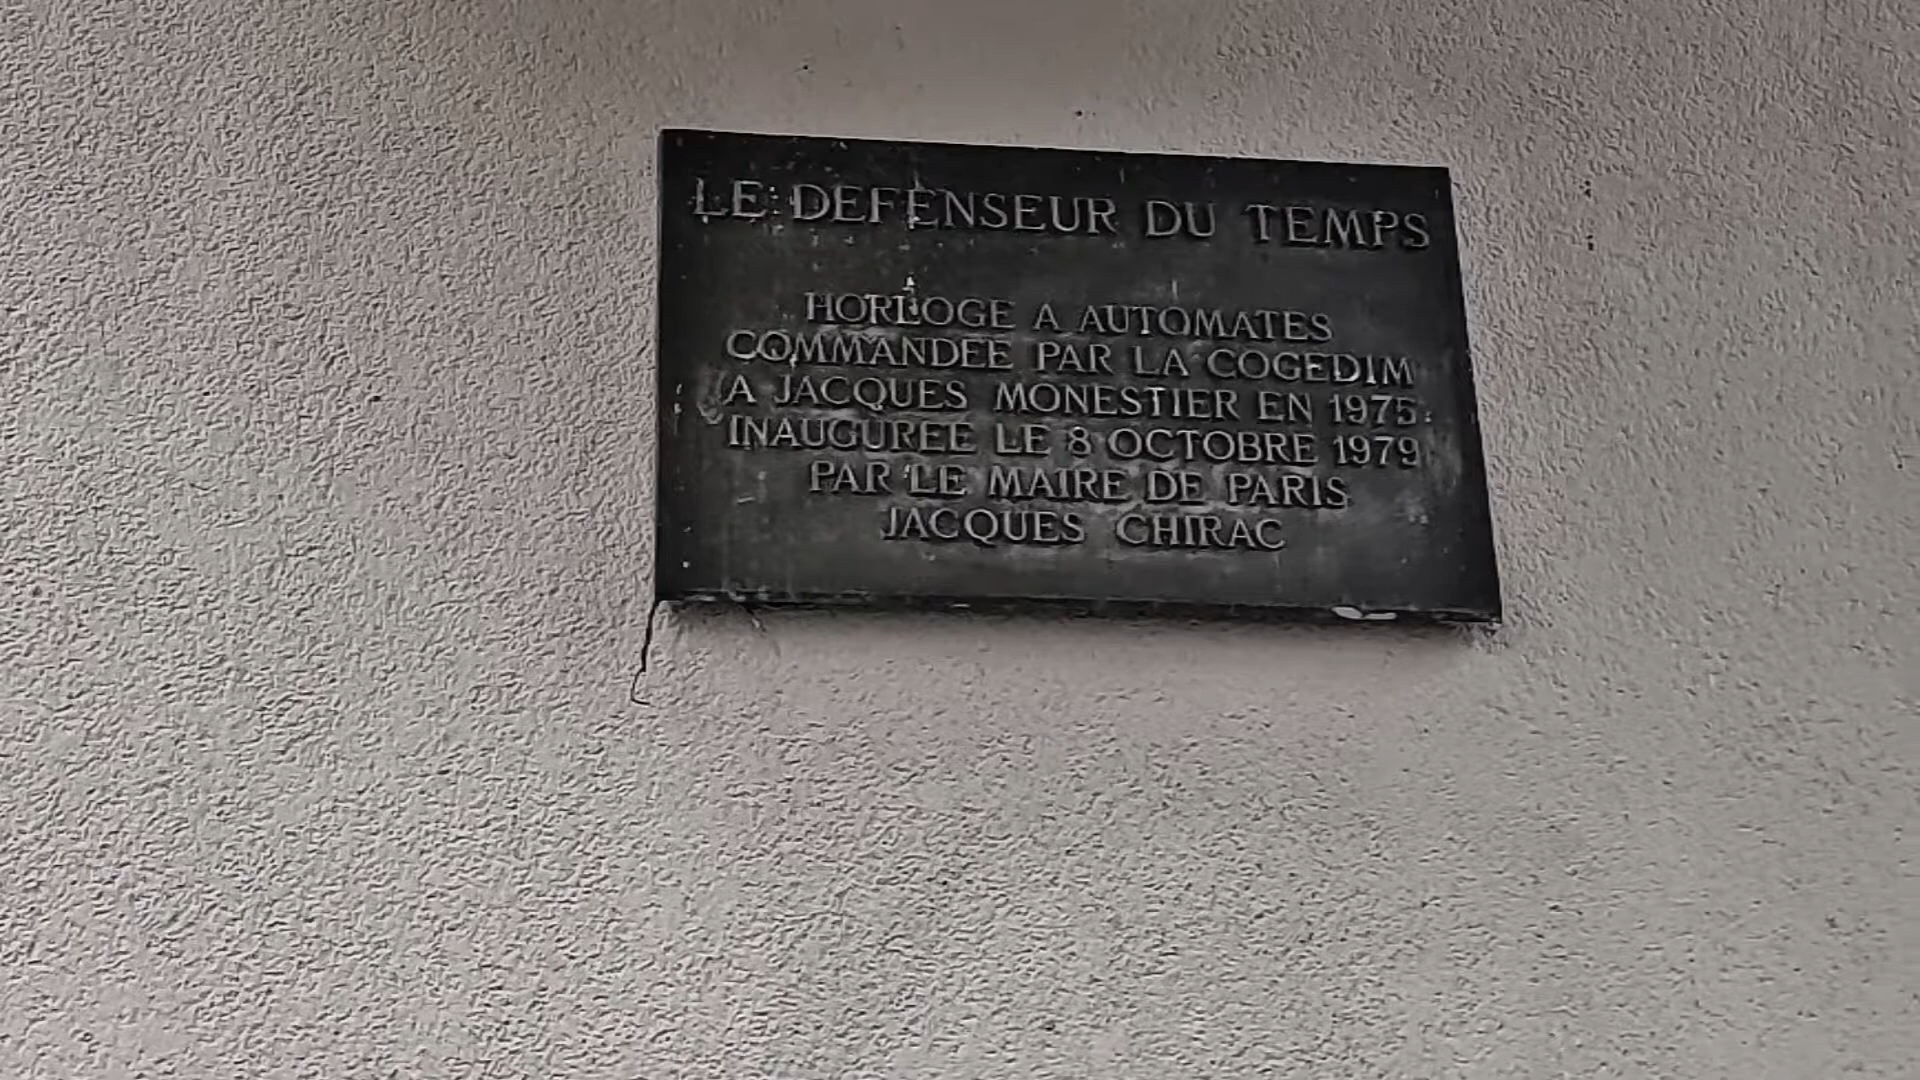 LE DEFENSEUR DU TEMPS
HORLOGE A AUTOMATES
COMMANDEE PAR LA COGEDIM
A JACQUES MONESTIER EN 1975.
INAUGUREE LE 8 OCTOBRE 1979
PAR LE MAIRE DE PARIS
JACQUES CHIRAC